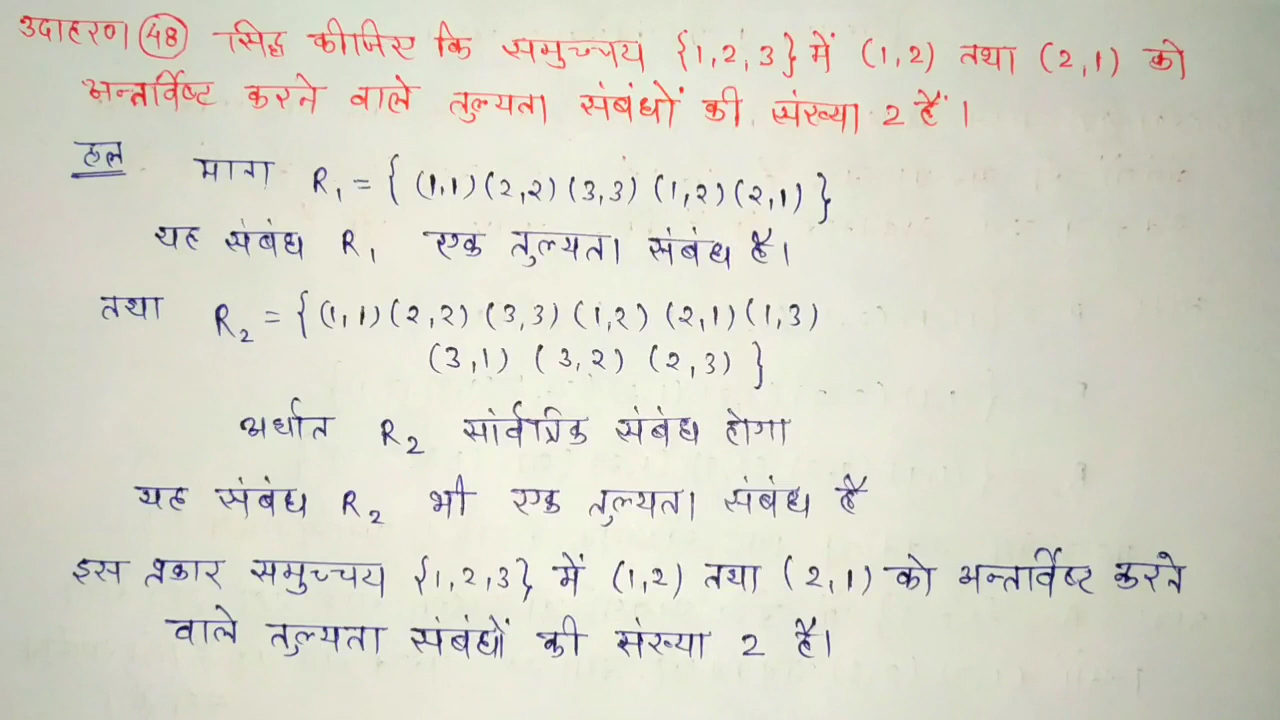 उदाहरण (48) सिद्ध कीजिए कि समुच्चय {1,2,3} में (1,2) तथा (2,1) को
अन्तर्विष्ट करने वाले तुल्यता संबंधों की संख्या 2 हैं।
हल माना R₁ = { (1,1) (2,2) (3,3) (1,2) (2,1) }
यह संबंध R₁ एक तुल्यता संबंध है।
तथा R₂ = { (1,1) (2,2) (3,3) (1,2) (2,1) (1,3)
(3,1) (3,2) (2,3) }
अर्थात R₂ सार्वत्रिक संबंध होगा
यह संबंध R₂ भी एक तुल्यता संबंध है
इस प्रकार समुच्चय {1,2,3} में (1,2) तथा (2,1) को अन्तर्विष्ट करने
वाले तुल्यता संबंधों की संख्या 2 है।